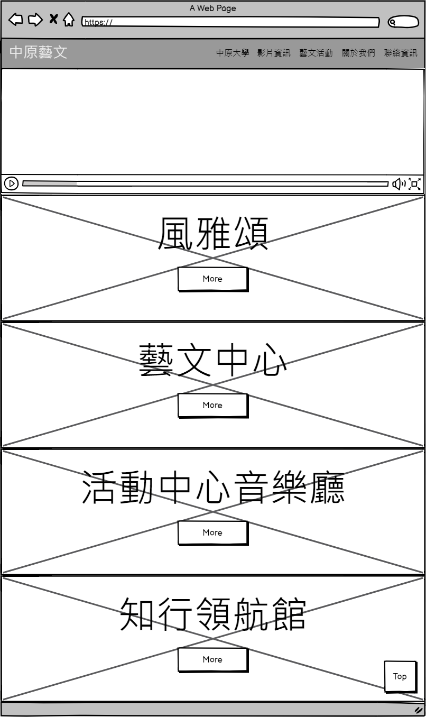 A Web Page
https://
中原藝文
中原大學 影片資訊 藝文活動 關於我們 聯絡資訊
風雅頌
More
藝文中心
More
活動中心音樂廳
More
知行領航館
More
Top